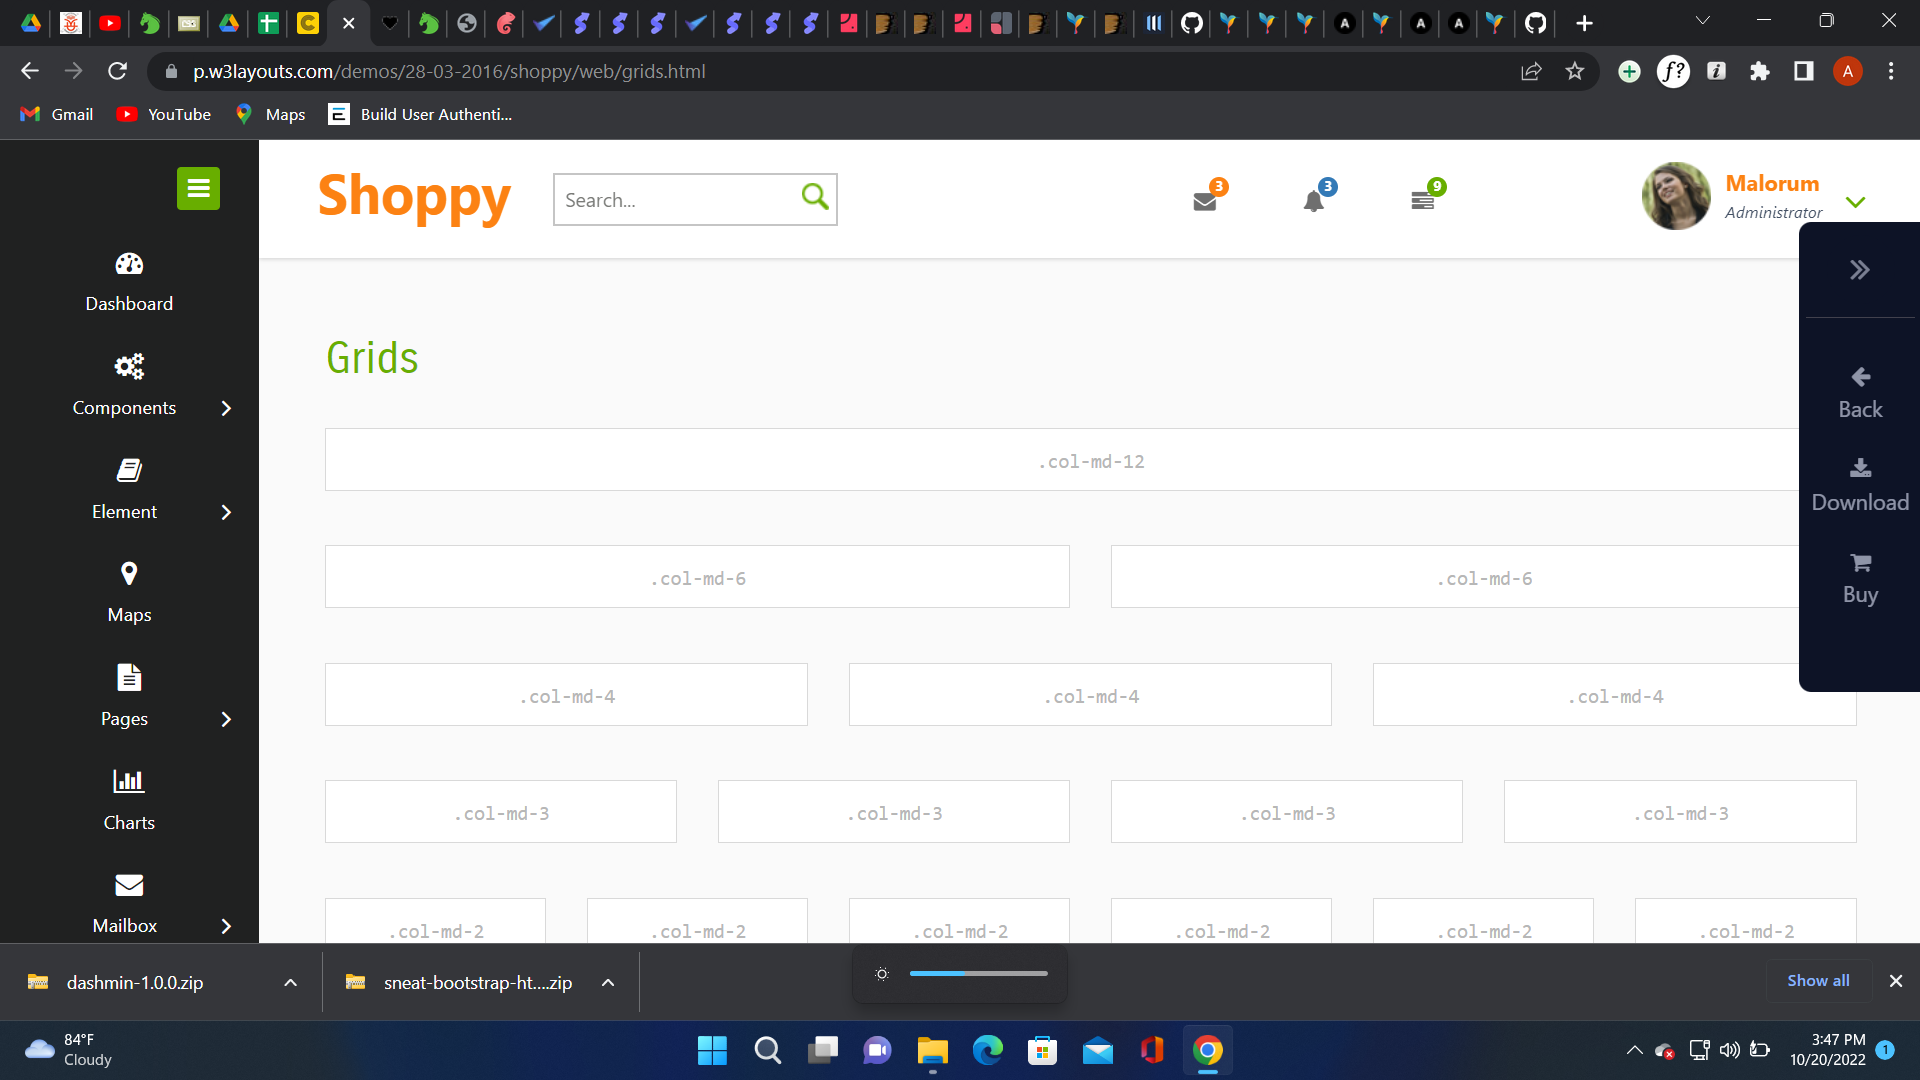 p.w3layouts.com/demos/28-03-2016/shoppy/web/grids.html
f?
i
A
Gmail
YouTube
Maps
Build User Authenti...
Shoppy
Search...
3
3
9
Malorum
Administrator
Dashboard
Components
Element
Maps
Pages
Charts
Mailbox
Grids
.col-md-12
.col-md-6
.col-md-6
.col-md-4
.col-md-4
.col-md-4
.col-md-3
.col-md-3
.col-md-3
.col-md-3
.col-md-2
.col-md-2
.col-md-2
.col-md-2
.col-md-2
.col-md-2
Back
Download
Buy
dashmin-1.0.0.zip
sneat-bootstrap-ht....zip
Show all
84°F
Cloudy
3:47 PM
10/20/2022
1